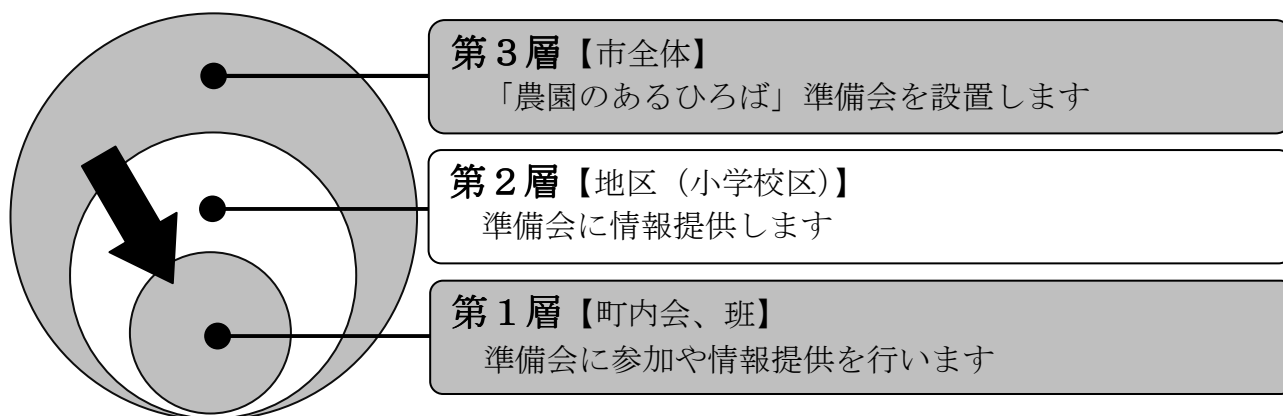 第３層【市全体】
「農園のあるひろば」準備会を設置します
第２層【地区（小学校区）】
準備会に情報提供します
第１層【町内会、班】
準備会に参加や情報提供を行います